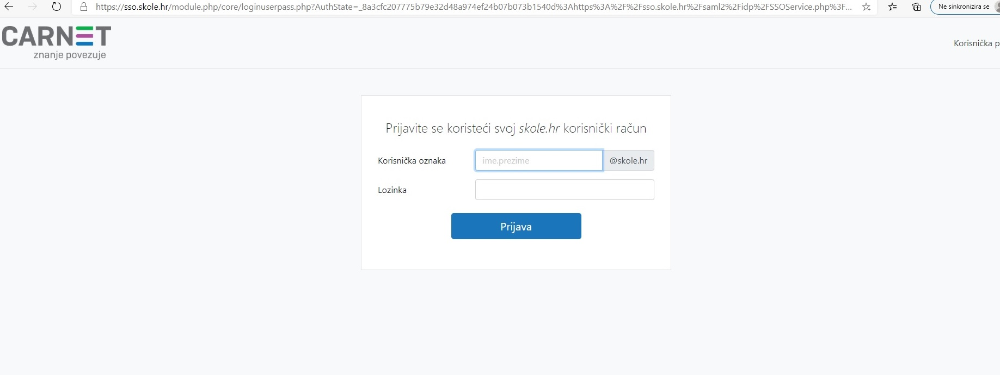 https://sso.skole.hr/module.php/core/loginuserpass.php?AuthState=_8a3cfc207775b79e32d48a974ef24b07b073b1540d%3Ahttps%3A%2F%2Fsso.skole.hr%2Fsaml2%2Fidp%2FSSOService.php%3F...
Ne sinkronizira se
CARNET
znanje povezuje
Korisnička p
Prijavite se koristeći svoj skole.hr korisnički račun
Korisnička oznaka
ime.prezime
@skole.hr
Lozinka
Prijava